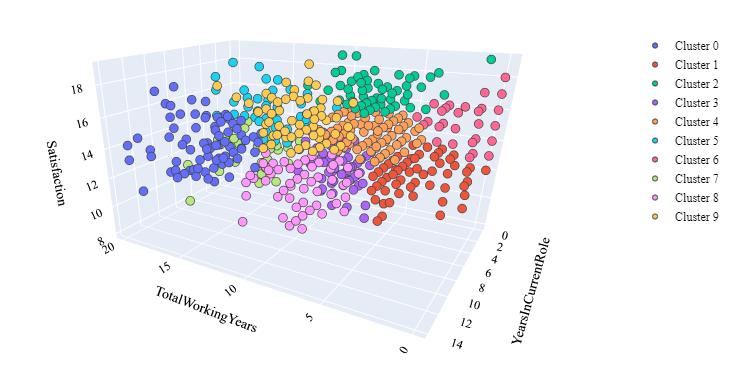 Satisfaction
18
16
14
12
10
8
20
15
10
5
0
TotalWorkingYears
0
2
4
6
8
10
12
14
YearsInCurrentRole
Cluster 0
Cluster 1
Cluster 2
Cluster 3
Cluster 4
Cluster 5
Cluster 6
Cluster 7
Cluster 8
Cluster 9